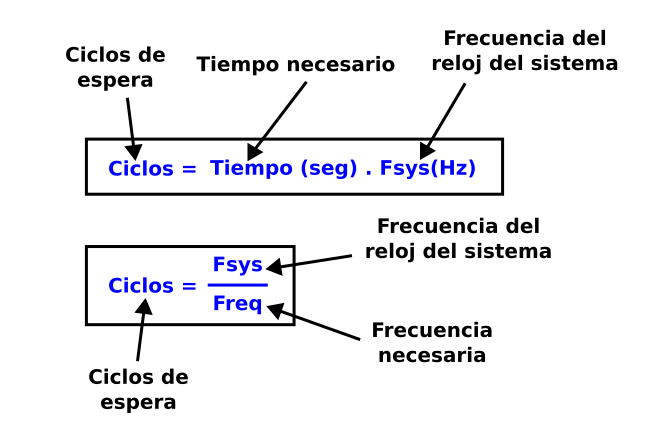 Ciclos de
espera
Tiempo necesario
Frecuencia del
reloj del sistema
Ciclos = Tiempo (seg) . Fsys(Hz)
Frecuencia del
reloj del sistema
Ciclos =
Fsys
Freq
Frecuencia
necesaria
Ciclos de
espera